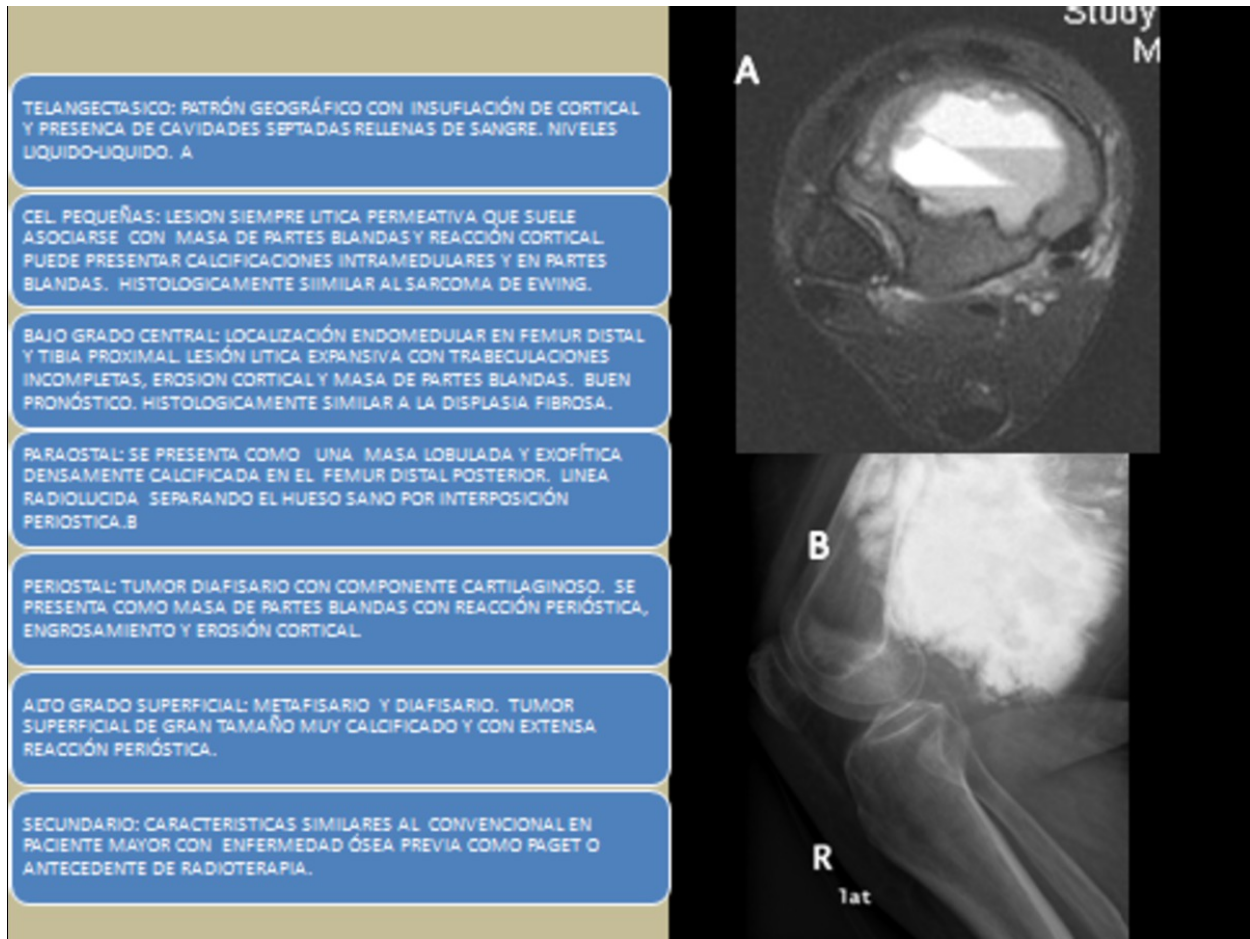 TELANGECTASICO: PATRÓN GEOGRÁFICO CON INSUFLACIÓN DE CORTICAL
Y PRESENCA DE CAVIDADES SEPTADAS RELLENAS DE SANGRE. NIVELES
LIQUIDO-LIQUIDO. A
CEL. PEQUEÑAS: LESION SIEMPRE LITICA PERMEATIVA QUE SUELE
ASOCIARSE CON MASA DE PARTES BLANDAS Y REACCIÓN CORTICAL.
PUEDE PRESENTAR CALCIFICACIONES INTRAMEDULARES Y EN PARTES
BLANDAS. HISTOLOGICAMENTE SIIMILAR AL SARCOMA DE EWING.
BAJO GRADO CENTRAL: LOCALIZACIÓN ENDOMEDULAR EN FEMUR DISTAL
Y TIBIA PROXIMAL. LESIÓN LITICA EXPANSIVA CON TRABECULACIONES
INCOMPLETAS, EROSION CORTICAL Y MASA DE PARTES BLANDAS. BUEN
PRONÓSTICO. HISTOLOGICAMENTE SIMILAR A LA DISPLASIA FIBROSA.
PARAOSTAL: SE PRESENTA COMO UNA MASA LOBULADA Y EXOFÍTICA
DENSAMENTE CALCIFICADA EN EL FEMUR DISTAL POSTERIOR. LINEA
RADIOLUCIDA SEPARANDO EL HUESO SANO POR INTERPOSICIÓN
PERIOSTICA.B
PERIOSTAL: TUMOR DIAFISARIO CON COMPONENTE CARTILAGINOSO. SE
PRESENTA COMO MASA DE PARTES BLANDAS CON REACCIÓN PERIÓSTICA,
ENGROSAMIENTO Y EROSIÓN CORTICAL.
ALTO GRADO SUPERFICIAL: METAFISARIO Y DIAFISARIO. TUMOR
SUPERFICIAL DE GRAN TAMAÑO MUY CALCIFICADO Y CON EXTENSA
REACCIÓN PERIÓSTICA.
SECUNDARIO: CARACTERISTICAS SIMILARES AL CONVENCIONAL EN
PACIENTE MAYOR CON ENFERMEDAD ÓSEA PREVIA COMO PAGET O
ANTECEDENTE DE RADIOTERAPIA.
Study
M
A
B
R
lat